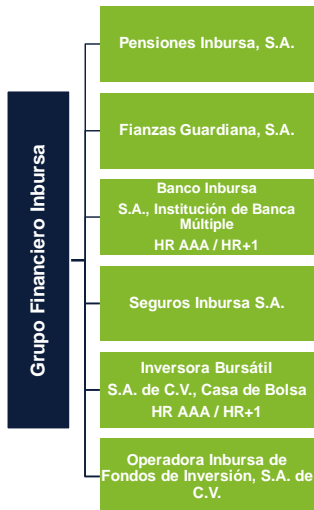 Grupo Financiero Inbursa
Pensiones Inbursa, S.A.
Fianzas Guardiana, S.A.
Banco Inbursa
S.A., Institución de Banca
Múltiple
HR AAA / HR+1
Seguros Inbursa S.A.
Inversora Bursátil
S.A. de C.V., Casa de Bolsa
HR AAA / HR+1
Operadora Inbursa de
Fondos de Inversión, S.A. de
C.V.